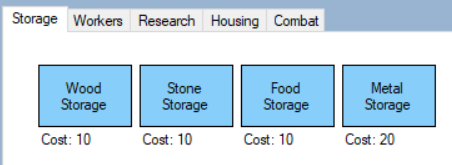 Storage Workers Research Housing Combat
Wood Storage
Stone Storage
Food Storage
Metal Storage
Cost: 10 Cost: 10 Cost: 10 Cost: 20